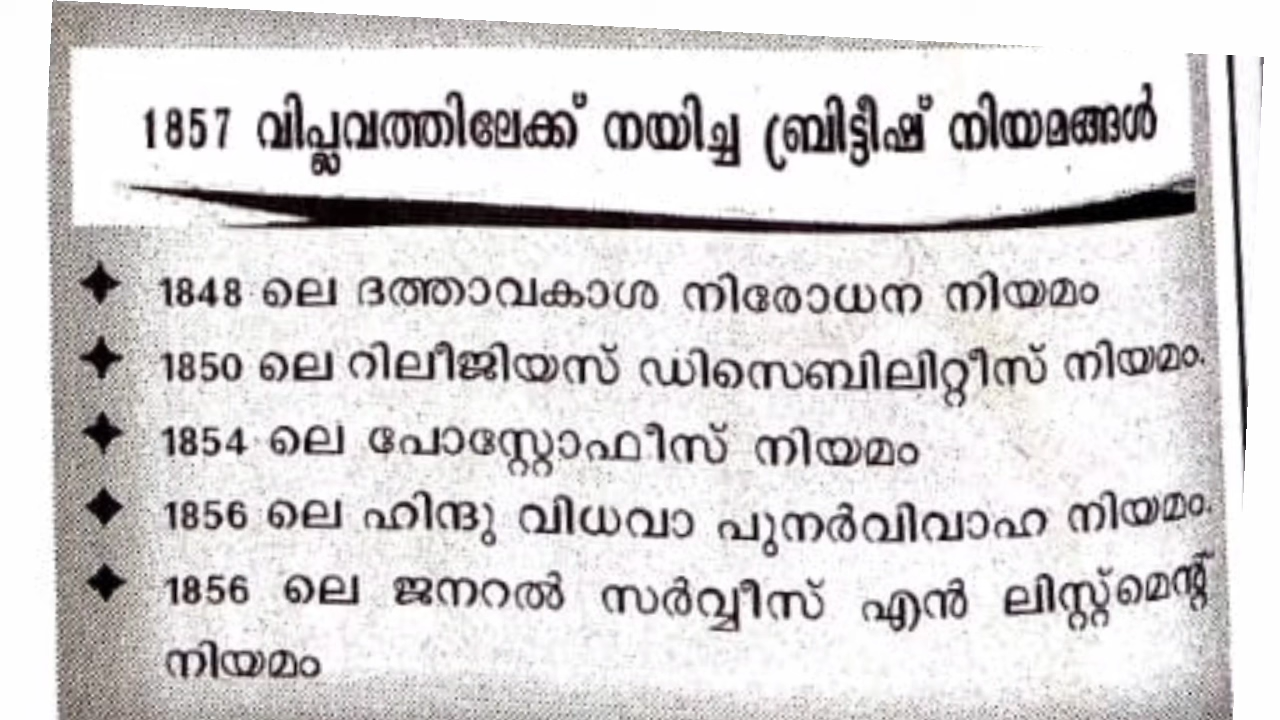 1857 വിപ്ലവത്തിലേക്ക് നയിച്ച ബ്രിട്ടീഷ് നിയമങ്ങൾ
1848 ലെ ദത്താവകാശ നിരോധന നിയമം
1850 ലെ റിലീജിയസ് ഡിസെബിലിറ്റീസ് നിയമം.
1854 ലെ പോസ്റ്റോഫീസ് നിയമം
1856 ലെ ഹിന്ദു വിധവാ പുനർവിവാഹ നിയമം.
1856 ലെ ജനറൽ സർവ്വീസ് എൻ ലിസ്റ്റ്മെന്റ്
നിയമം